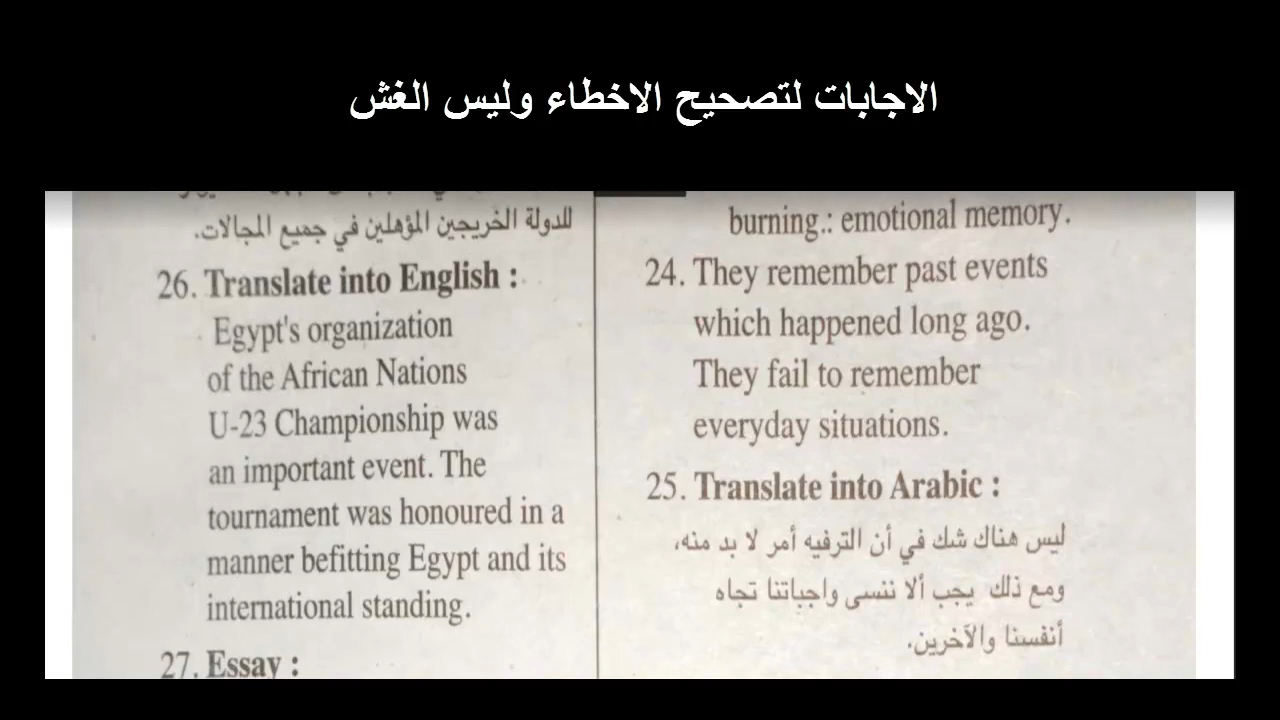 الاجابات لتصحيح الاخطاء وليس الغش
للدولة الخريجين المؤهلين في جميع المجالات.
26. Translate into English :
Egypt's organization
of the African Nations
U-23 Championship was
an important event. The
tournament was honoured in a
manner befitting Egypt and its
international standing.
27. Essay :
burning.: emotional memory.
24. They remember past events
which happened long ago.
They fail to remember
everyday situations.
25. Translate into Arabic :
ليس هناك شك في أن الترفيه أمر لا بد منه،
ومع ذلك يجب ألا ننسى واجباتنا تجاه
أنفسنا والآخرين.